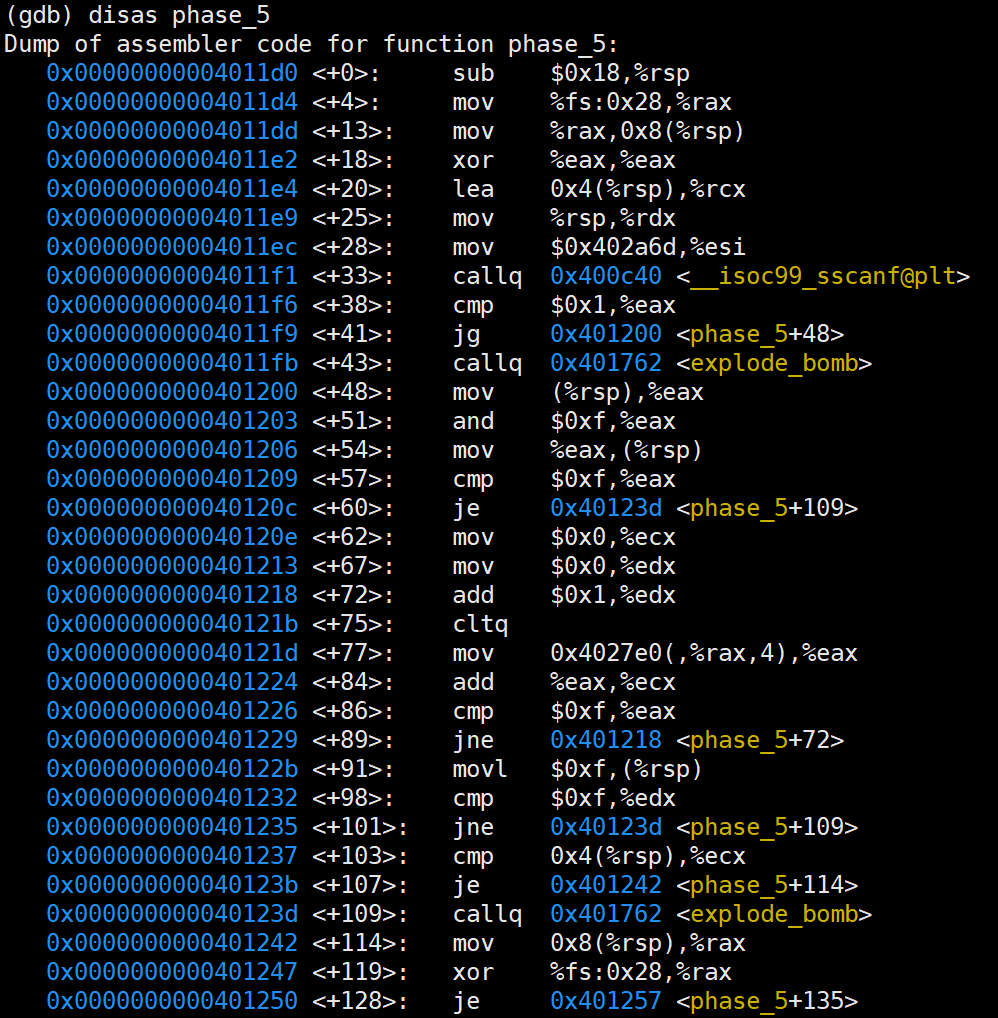 (gdb) disas phase_5
Dump of assembler code for function phase_5:
   0x00000000004011d0 <+0>:     sub    $0x18,%rsp
   0x00000000004011d4 <+4>:     mov    %fs:0x28,%rax
   0x00000000004011dd <+13>:    mov    %rax,0x8(%rsp)
   0x00000000004011e2 <+18>:    xor    %eax,%eax
   0x00000000004011e4 <+20>:    lea    0x4(%rsp),%rcx
   0x00000000004011e9 <+25>:    mov    %rsp,%rdx
   0x00000000004011ec <+28>:    mov    $0x402a6d,%esi
   0x00000000004011f1 <+33>:    callq  0x400c40 <__isoc99_sscanf@plt>
   0x00000000004011f6 <+38>:    cmp    $0x1,%eax
   0x00000000004011f9 <+41>:    jg     0x401200 <phase_5+48>
   0x00000000004011fb <+43>:    callq  0x401762 <explode_bomb>
   0x0000000000401200 <+48>:    mov    (%rsp),%eax
   0x0000000000401203 <+51>:    and    $0xf,%eax
   0x0000000000401206 <+54>:    mov    %eax,(%rsp)
   0x0000000000401209 <+57>:    cmp    $0xf,%eax
   0x000000000040120c <+60>:    je     0x40123d <phase_5+109>
   0x000000000040120e <+62>:    mov    $0x0,%ecx
   0x0000000000401213 <+67>:    mov    $0x0,%edx
   0x0000000000401218 <+72>:    add    $0x1,%edx
   0x000000000040121b <+75>:    cltq
   0x000000000040121d <+77>:    mov    0x4027e0(,%rax,4),%eax
   0x0000000000401224 <+84>:    add    %eax,%ecx
   0x0000000000401226 <+86>:    cmp    $0xf,%eax
   0x0000000000401229 <+89>:    jne    0x401218 <phase_5+72>
   0x000000000040122b <+91>:    movl   $0xf,(%rsp)
   0x0000000000401232 <+98>:    cmp    $0xf,%edx
   0x0000000000401235 <+101>:   jne    0x40123d <phase_5+109>
   0x0000000000401237 <+103>:   cmp    0x4(%rsp),%ecx
   0x000000000040123b <+107>:   je     0x401242 <phase_5+114>
   0x000000000040123d <+109>:   callq  0x401762 <explode_bomb>
   0x0000000000401242 <+114>:   mov    0x8(%rsp),%rax
   0x0000000000401247 <+119>:   xor    %fs:0x28,%rax
   0x0000000000401250 <+128>:   je     0x401257 <phase_5+135>